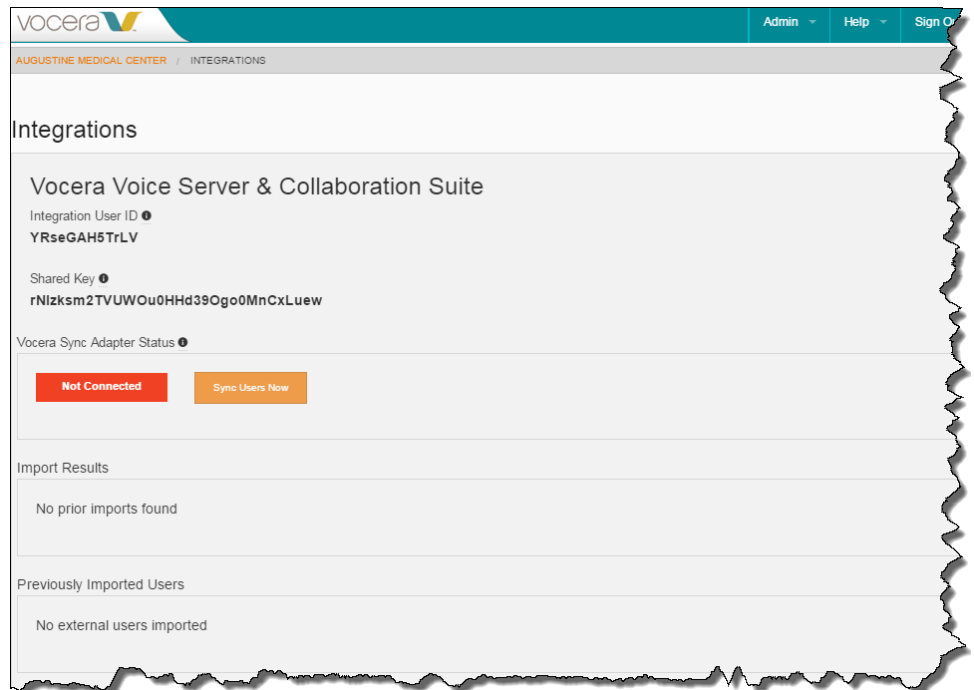 vocera
Admin Help Sign O
AUGUSTINE MEDICAL CENTER / INTEGRATIONS
Integrations
Vocera Voice Server & Collaboration Suite
Integration User ID
YRseGAH5TrLV
Shared Key
rNIzksm2TVUWOu0HHd39Ogo0MnCxLuew
Vocera Sync Adapter Status
Not Connected Sync Users Now
Import Results
No prior imports found
Previously Imported Users
No external users imported